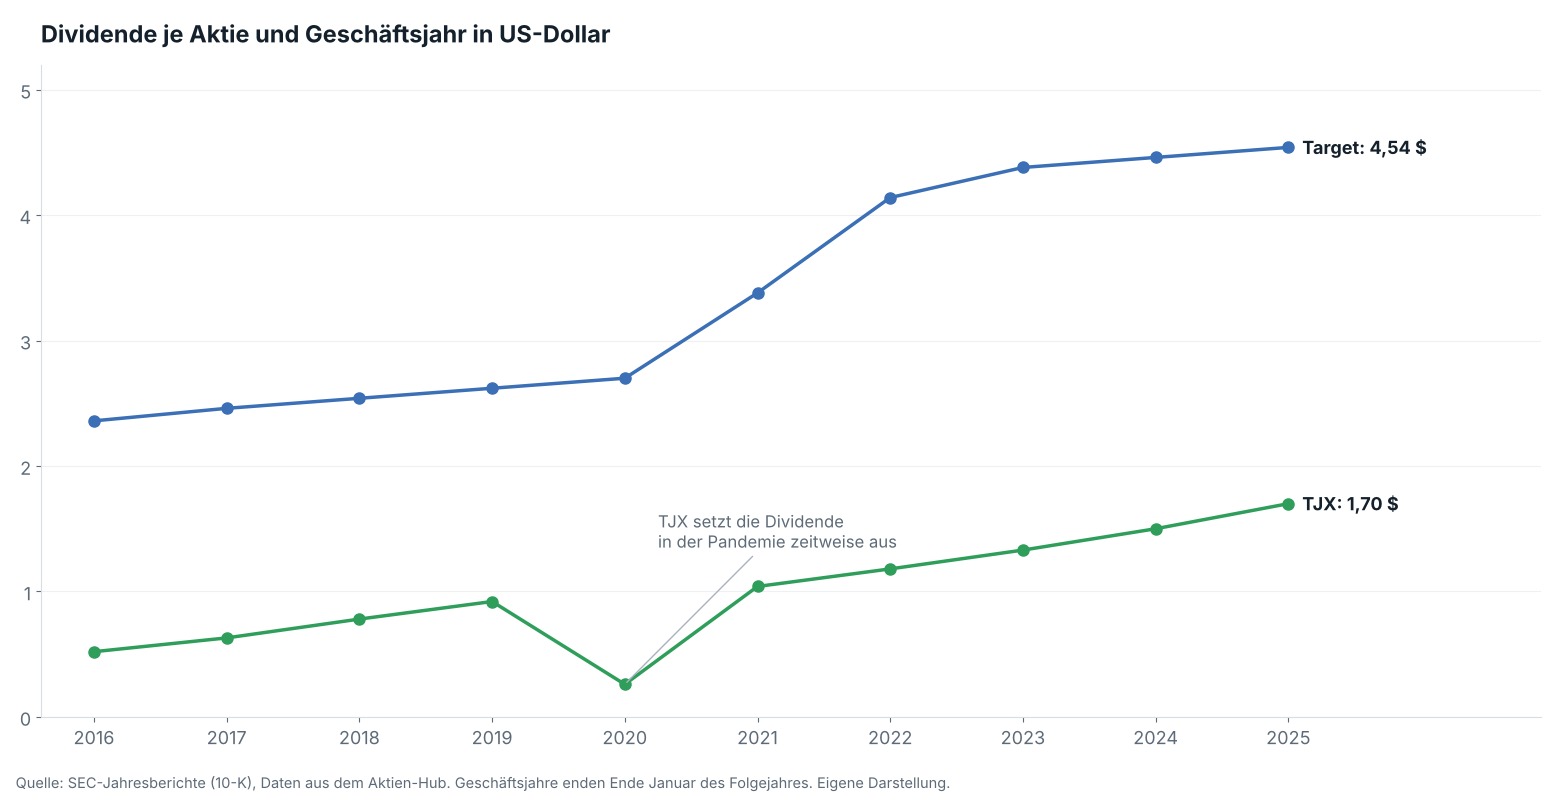 Dividende je Aktie und Geschäftsjahr in US-Dollar
5
Target: 4,54 $
4
3
2
TJX: 1,70 $
TJX setzt die Dividende
in der Pandemie zeitweise aus
1
0
2016 2017 2018 2019 2020 2021 2022 2023 2024 2025
Quelle: SEC-Jahresberichte (10-K), Daten aus dem Aktien-Hub. Geschäftsjahre enden Ende Januar des Folgejahres. Eigene Darstellung.